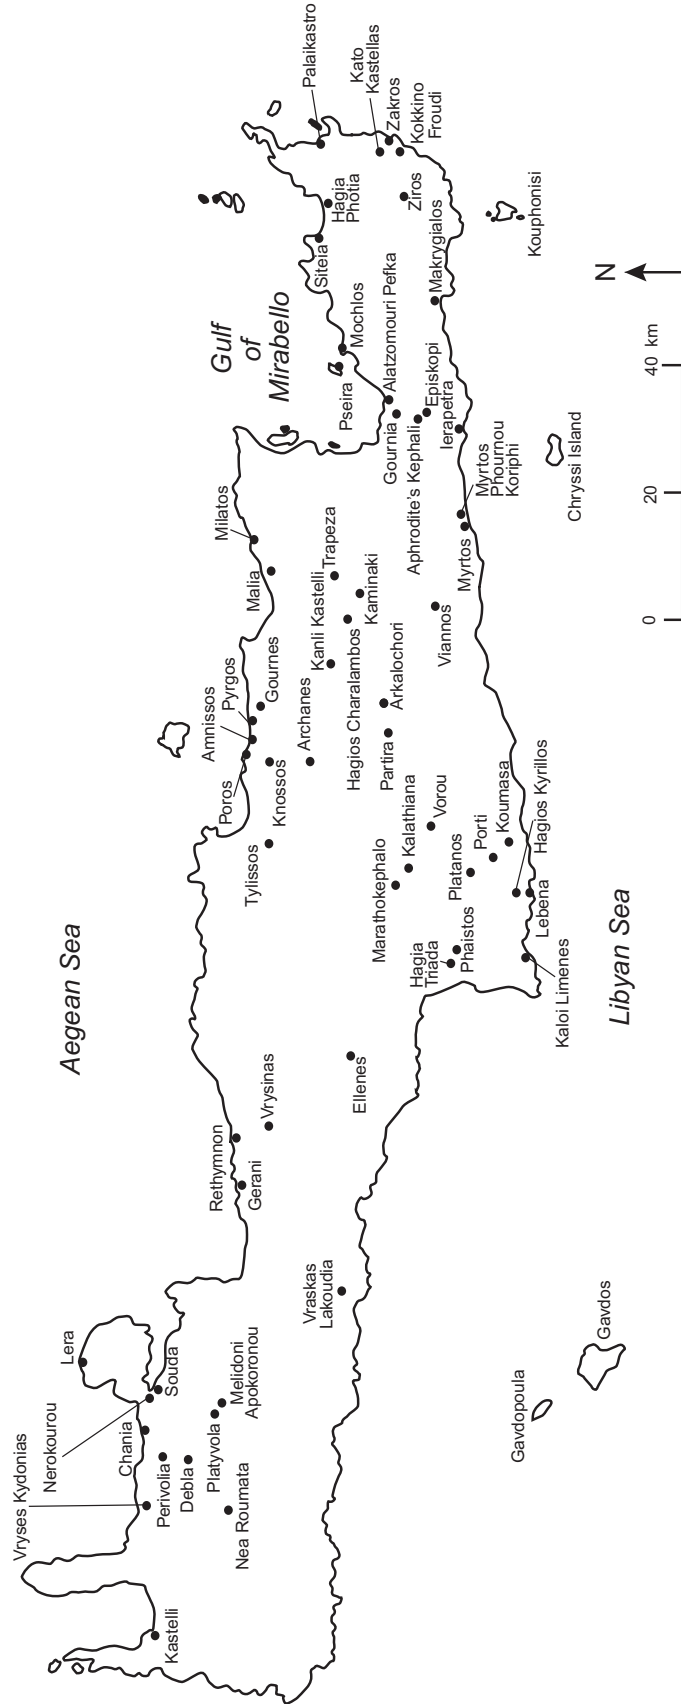 Aegean Sea
Gulf
of
Mirabello
Libyan Sea
Vryses Kydonias
Nerokourou
Lera
Chania
Souda
Kastelli
Perivolia
Debla
Platyvola
Melidoni
Apokoronou
Nea Roumata
Vraskas
Lakoudia
Rethymnon
Gerani
Vrysinas
Ellenes
Gavdopoula
Gavdos
Tylissos
Poros
Amnissos
Pyrgos
Gournes
Knossos
Archanes
Malia
Milatos
Kanli Kastelli
Trapeza
Hagios Charalambos
Kaminaki
Partira
Arkalochori
Marathokephalo
Kalathiana
Vorou
Viannos
Hagia
Triada
Phaistos
Platanos
Porti
Koumasa
Hagios Kyrillos
Lebena
Kaloi Limenes
Pseira
Mochlos
Siteia
Hagia
Photia
Palaikastro
Kato
Kastellas
Zakros
Kokkino
Froudi
Ziros
Gournia
Alatzomouri Pefka
Aphrodite's Kephali
Episkopi
Ierapetra
Makrygialos
Myrtos
Myrtos
Phournou
Koriphi
Chryssi Island
Kouphonisi
N
0 20 40 km